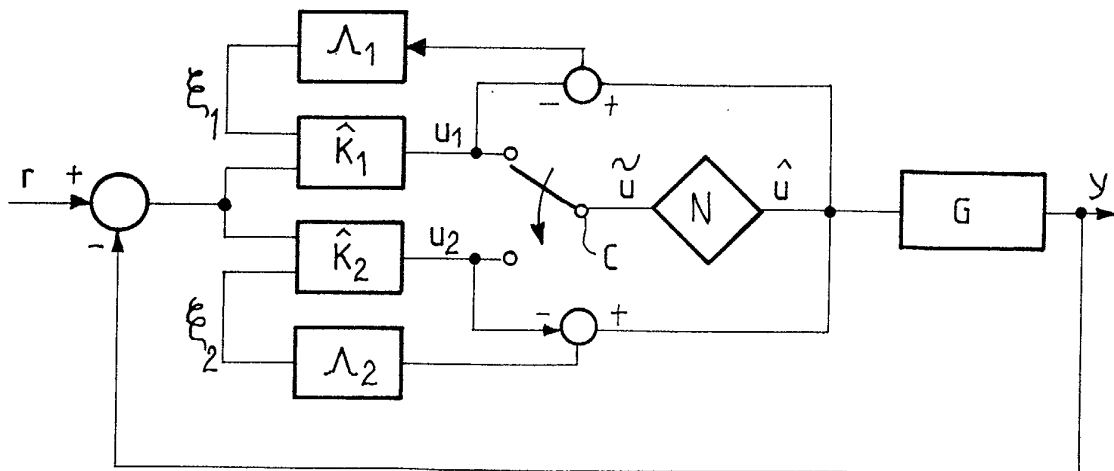 Λ₁
ξ₁
- +
K̂₁ u₁
r + ũ N û G y
-
K̂₂ u₂ C
ξ₂ - +
Λ₂